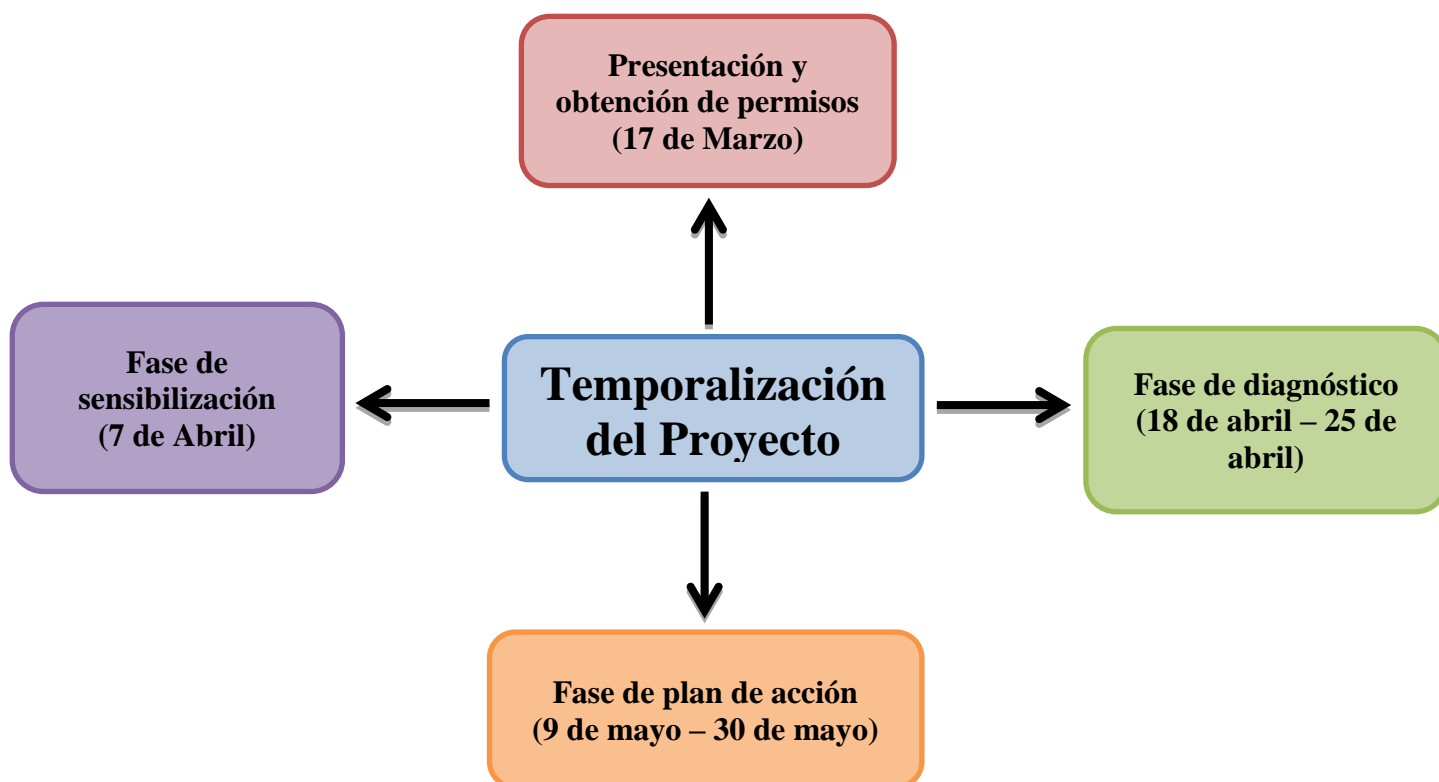 Presentación y
obtención de permisos
(17 de Marzo)
Fase de
sensibilización
(7 de Abril)
Temporalización
del Proyecto
Fase de diagnóstico
(18 de abril – 25 de
abril)
Fase de plan de acción
(9 de mayo – 30 de mayo)